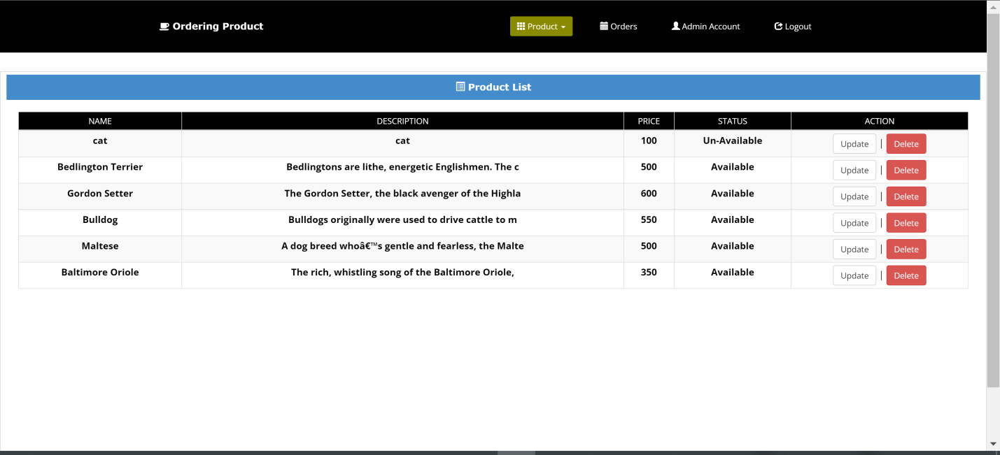 Ordering Product Product Orders Admin Account Logout
Product List
NAME DESCRIPTION PRICE STATUS ACTION
cat cat 100 Un-Available Update | Delete
Bedlington Terrier Bedlingtons are lithe, energetic Englishmen. The c 500 Available Update | Delete
Gordon Setter The Gordon Setter, the black avenger of the Highla 600 Available Update | Delete
Bulldog Bulldogs originally were used to drive cattle to m 550 Available Update | Delete
Maltese A dog breed whoâ€™s gentle and fearless, the Malte 500 Available Update | Delete
Baltimore Oriole The rich, whistling song of the Baltimore Oriole, 350 Available Update | Delete